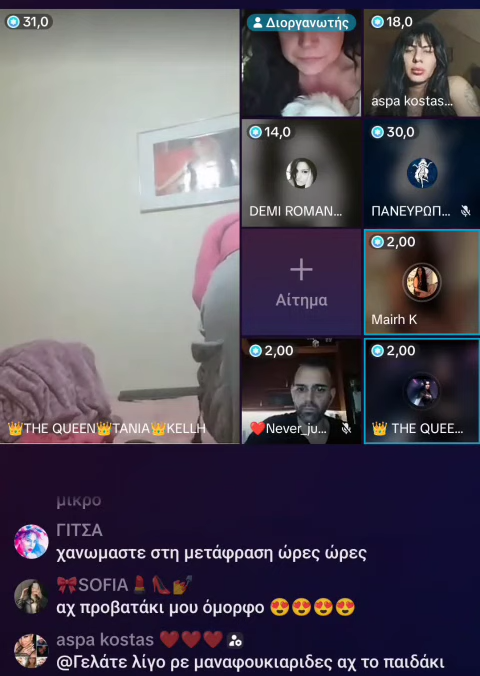 31,0
Διοργανωτής
18,0
aspa kostas...
14,0
30,0
DEMI ROMAN...
ΠΑΝΕΥΡΩΠ...
2,00
Αίτημα
Mairh K
2,00
2,00
👑THE QUEEN👑TANIA👑KELLH
❤️Never_ju...
👑 THE QUEE...
μικρο
ΓΙΤΣΑ
χανωμαστε στη μετάφραση ώρες ώρες
🎀SOFIA💄👠💅
αχ προβατάκι μου όμορφο 😍😍😍😍
aspa kostas ❤️❤️❤️
@Γελάτε λίγο ρε μαναφουκιαριδες αχ το παιδάκι